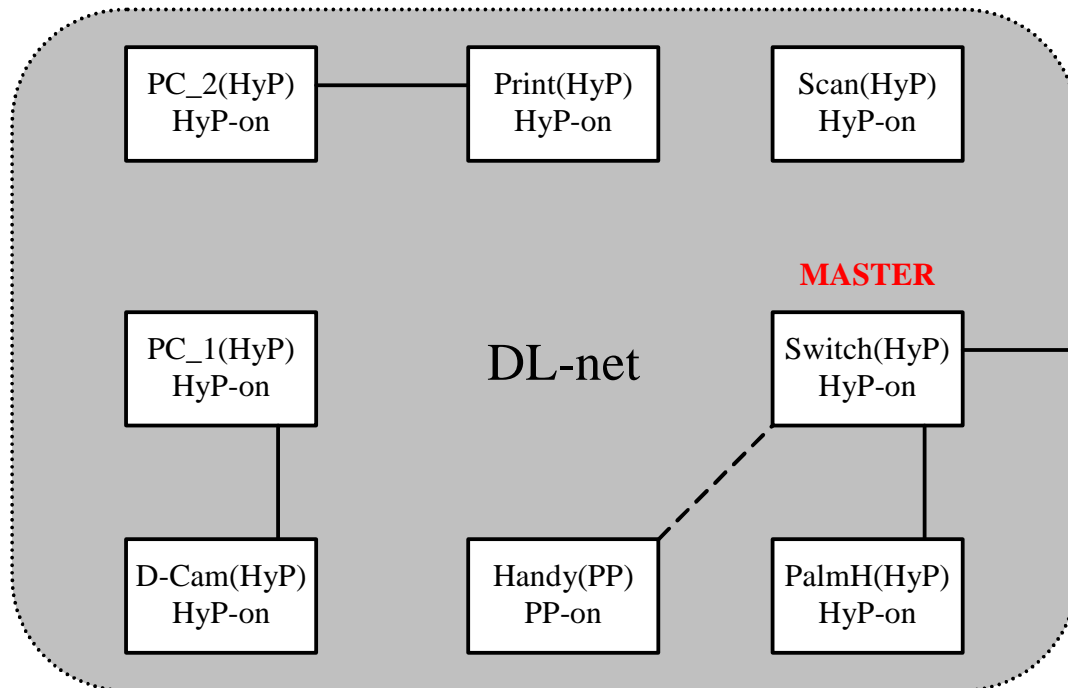 PC_2(HyP)
HyP-on
Print(HyP)
HyP-on
Scan(HyP)
HyP-on
MASTER
PC_1(HyP)
HyP-on
DL-net
Switch(HyP)
HyP-on
D-Cam(HyP)
HyP-on
Handy(PP)
PP-on
PalmH(HyP)
HyP-on